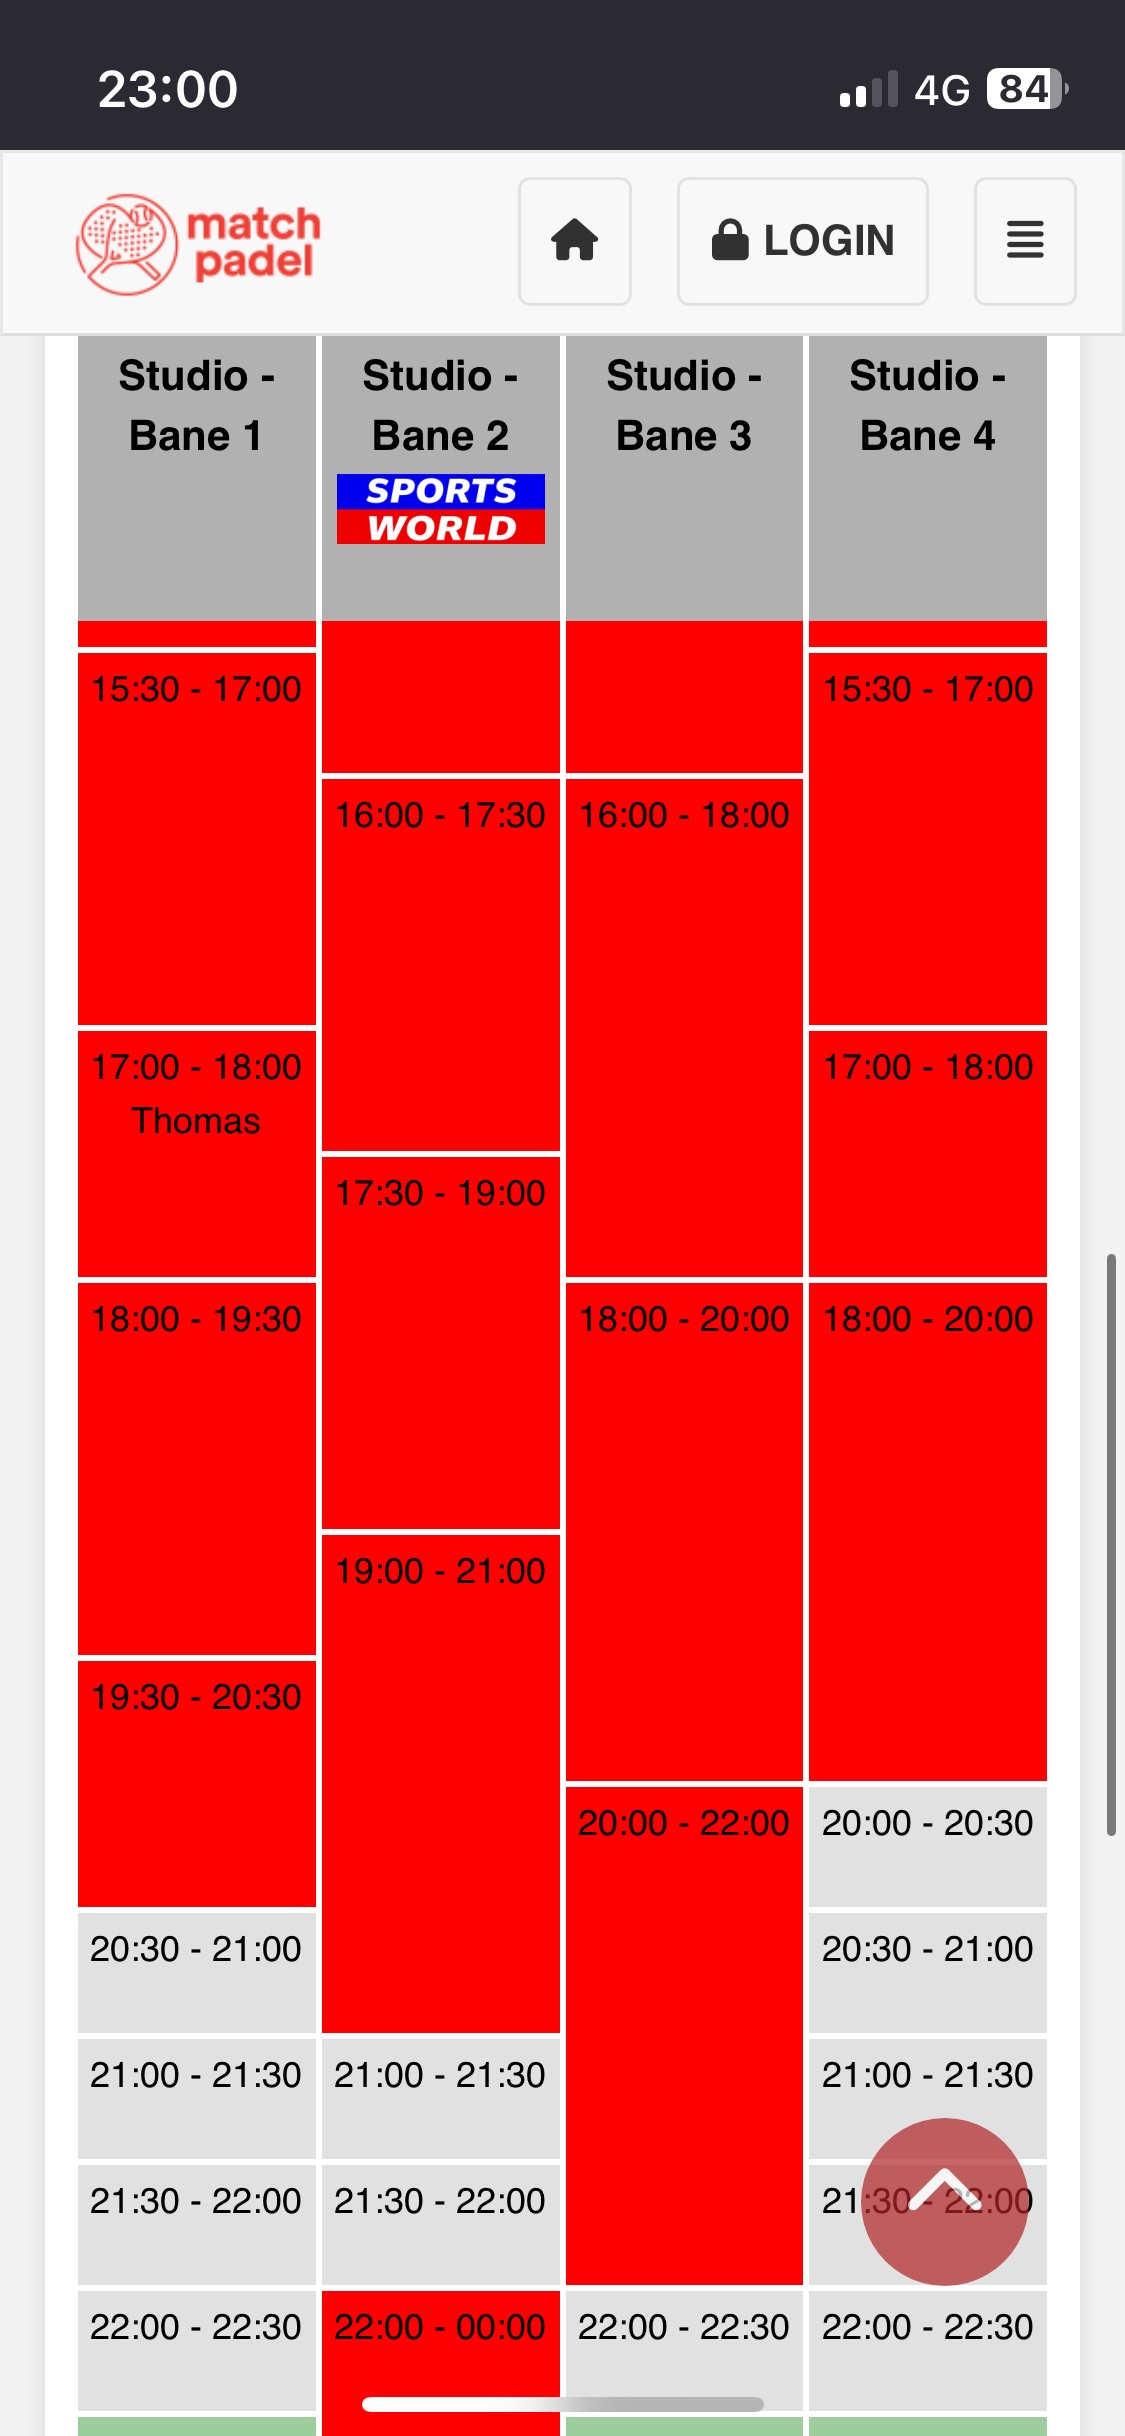 23:00
4G 84
match
padel
LOGIN
Studio -
Bane 1
Studio -
Bane 2
SPORTS
WORLD
Studio -
Bane 3
Studio -
Bane 4
15:30 - 17:00
15:30 - 17:00
16:00 - 17:30
16:00 - 18:00
17:00 - 18:00
Thomas
17:00 - 18:00
17:30 - 19:00
18:00 - 19:30
18:00 - 20:00
18:00 - 20:00
19:00 - 21:00
19:30 - 20:30
20:00 - 22:00
20:00 - 20:30
20:30 - 21:00
20:30 - 21:00
21:00 - 21:30
21:00 - 21:30
21:00 - 21:30
21:30 - 22:00
21:30 - 22:00
21:30 - 22:00
22:00 - 22:30
22:00 - 00:00
22:00 - 22:30
22:00 - 22:30